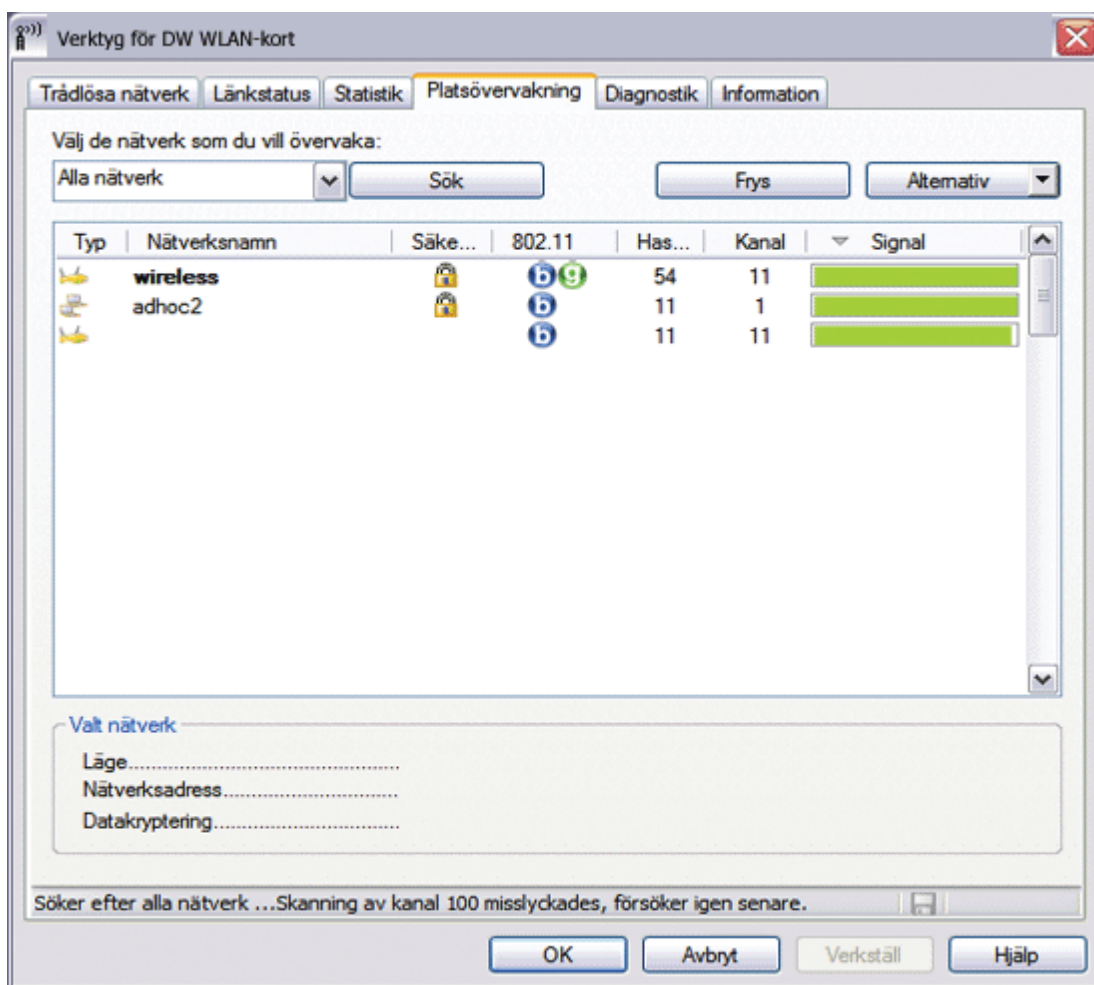 Verktyg för DW WLAN-kort
Trådlösa nätverk Länkstatus Statistik Platsövervakning Diagnostik Information
Välj de nätverk som du vill övervaka:
Alla nätverk Sök Frys Alternativ
Typ Nätverksnamn Säke... 802.11 Has... Kanal Signal
wireless b g 54 11
adhoc2 b 11 1
b 11 11
Valt nätverk
Läge
Nätverksadress
Datakryptering
Söker efter alla nätverk ...Skanning av kanal 100 misslyckades, försöker igen senare.
OK Avbryt Verkställ Hjälp